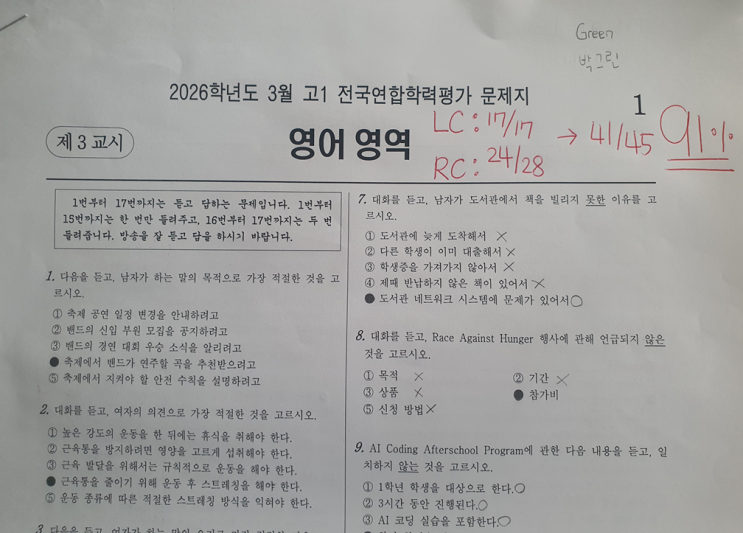 Green
박그린
2026학년도 3월 고1 전국연합학력평가 문제지
1
제 3 교시
영어 영역
LC : 17/17
RC : 24/28
→ 41/45
91%
1번부터 17번까지는 듣고 답하는 문제입니다. 1번부터
15번까지는 한 번만 들려주고, 16번부터 17번까지는 두 번
들려줍니다. 방송을 잘 듣고 답을 하시기 바랍니다.
1. 다음을 듣고, 남자가 하는 말의 목적으로 가장 적절한 것을 고
르시오.
① 축제 공연 일정 변경을 안내하려고
② 밴드의 신입 부원 모집을 공지하려고
③ 밴드의 경연 대회 우승 소식을 알리려고
● 축제에서 밴드가 연주할 곡을 추천받으려고
⑤ 축제에서 지켜야 할 안전 수칙을 설명하려고
2. 대화를 듣고, 여자의 의견으로 가장 적절한 것을 고르시오.
① 높은 강도의 운동을 한 뒤에는 휴식을 취해야 한다.
② 근육통을 방지하려면 영양을 고르게 섭취해야 한다.
③ 근육 발달을 위해서는 규칙적으로 운동을 해야 한다.
● 근육통을 줄이기 위해 운동 후 스트레칭을 해야 한다.
⑤ 운동 종류에 따른 적절한 스트레칭 방식을 익혀야 한다.
7. 대화를 듣고, 남자가 도서관에서 책을 빌리지 못한 이유를 고
르시오.
① 도서관에 늦게 도착해서 ×
② 다른 학생이 이미 대출해서 ×
③ 학생증을 가져가지 않아서 ×
④ 제때 반납하지 않은 책이 있어서 ×
● 도서관 네트워크 시스템에 문제가 있어서 ○
8. 대화를 듣고, Race Against Hunger 행사에 관해 언급되지 않은
것을 고르시오.
① 목적 × ② 기간 ×
③ 상품 × ● 참가비
⑤ 신청 방법 ×
9. AI Coding Afterschool Program에 관한 다음 내용을 듣고, 일
치하지 않는 것을 고르시오.
① 1학년 학생을 대상으로 한다. ○
② 3시간 동안 진행된다. ○
③ AI 코딩 실습을 포함한다. ○